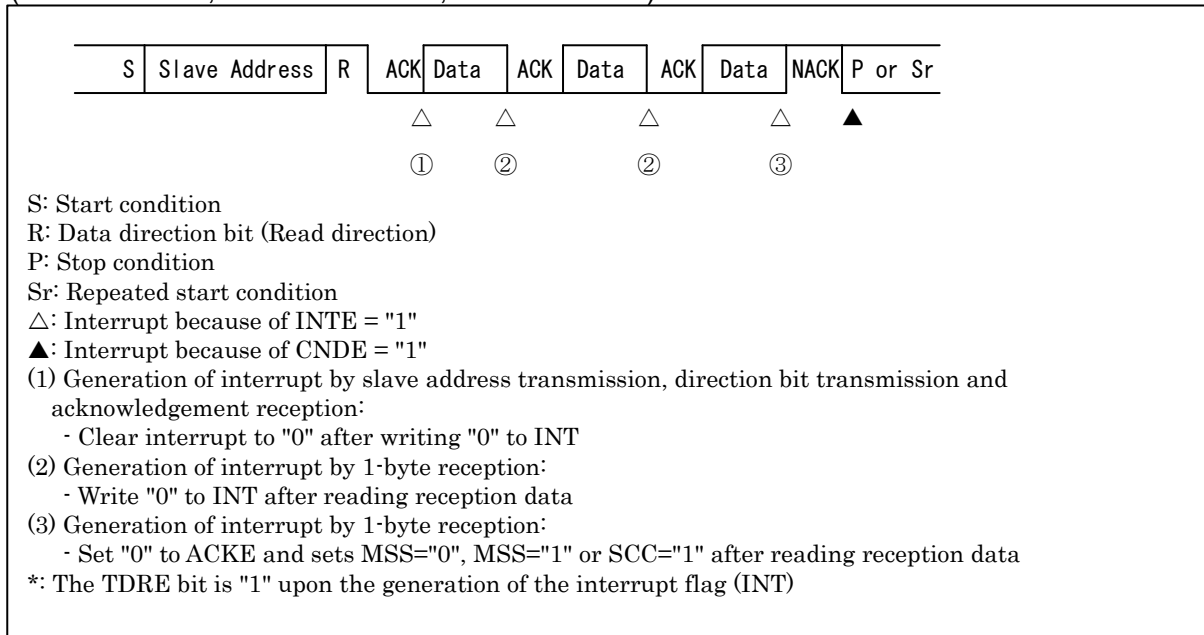 S Slave Address R ACK Data ACK Data ACK Data NACK P or Sr
△ △ △ △ ▲
① ② ② ③
S: Start condition
R: Data direction bit (Read direction)
P: Stop condition
Sr: Repeated start condition
△: Interrupt because of INTE = "1"
▲: Interrupt because of CNDE = "1"
(1) Generation of interrupt by slave address transmission, direction bit transmission and
acknowledgement reception:
- Clear interrupt to "0" after writing "0" to INT
(2) Generation of interrupt by 1-byte reception:
- Write "0" to INT after reading reception data
(3) Generation of interrupt by 1-byte reception:
- Set "0" to ACKE and sets MSS="0", MSS="1" or SCC="1" after reading reception data
*: The TDRE bit is "1" upon the generation of the interrupt flag (INT)